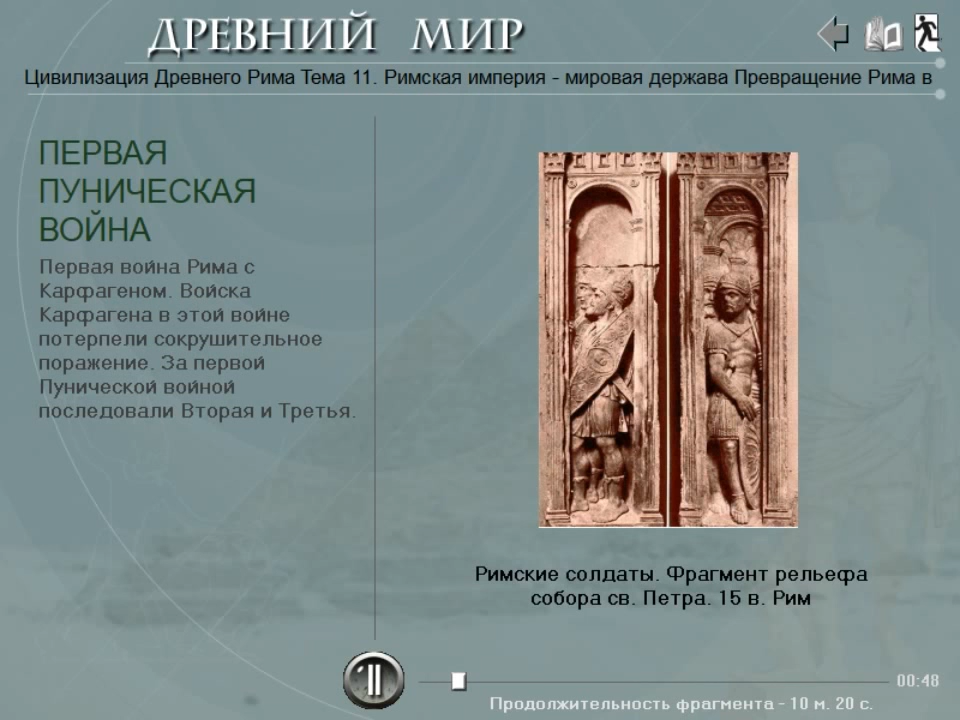 ДРЕВНИЙ МИР
Цивилизация Древнего Рима Тема 11. Римская империя - мировая держава Превращение Рима в
ПЕРВАЯ
ПУНИЧЕСКАЯ
ВОЙНА
Первая война Рима с
Карфагеном. Войска
Карфагена в этой войне
потерпели сокрушительное
поражение. За первой
Пунической войной
последовали Вторая и Третья.
Римские солдаты. Фрагмент рельефа
собора св. Петра. 15 в. Рим
00:48
Продолжительность фрагмента - 10 м. 20 с.